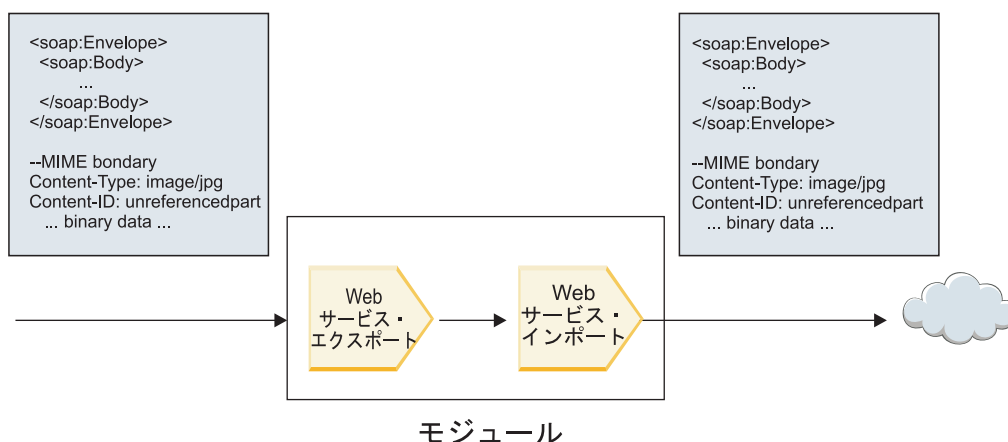 <soap:Envelope>
<soap:Body>
...
</soap:Body>
</soap:Envelope>
--MIME bondary
Content-Type: image/jpg
Content-ID: unreferencedpart
... binary data ...
<soap:Envelope>
<soap:Body>
...
</soap:Body>
</soap:Envelope>
--MIME bondary
Content-Type: image/jpg
Content-ID: unreferencedpart
... binary data ...
Web
サービス・
エクスポート
Web
サービス・
インポート
モジュール